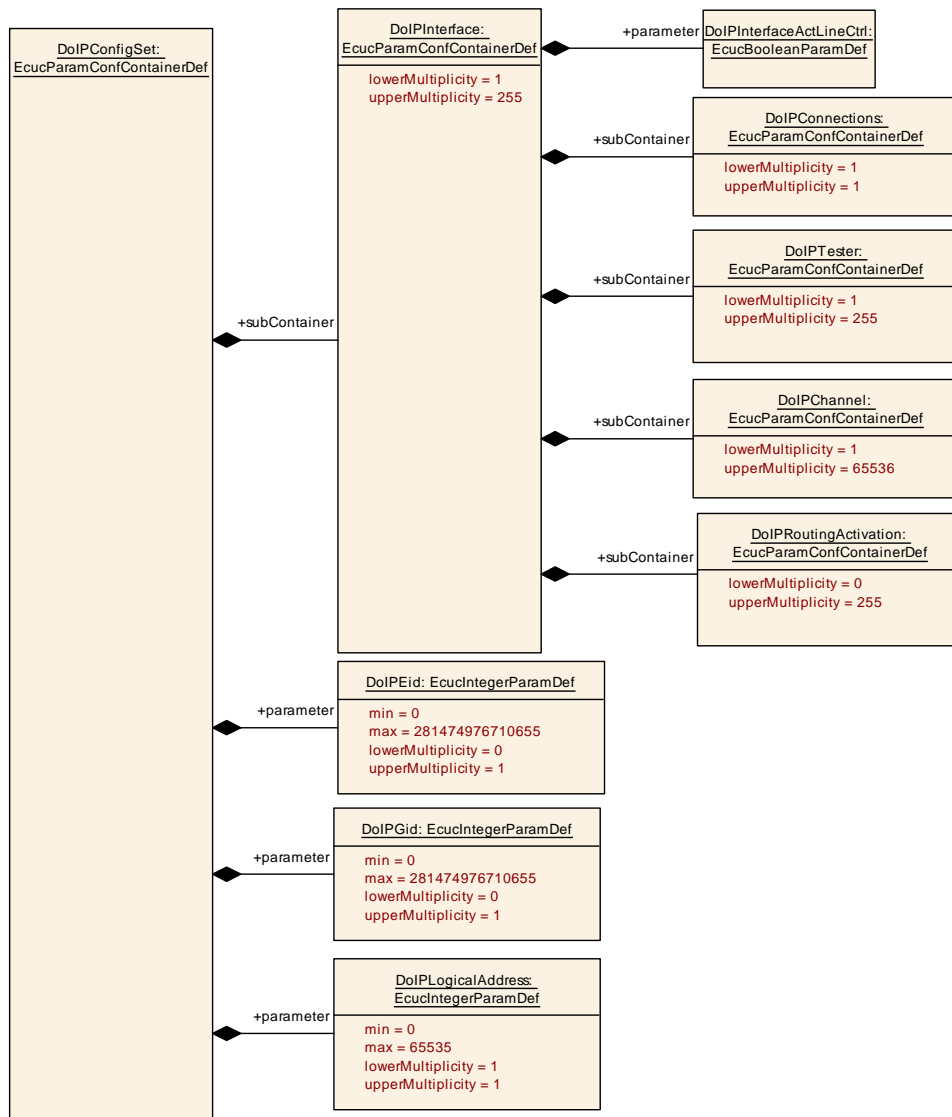 DoIPConfigSet:
EcucParamConfContainerDef
+subContainer
DoIPInterface:
EcucParamConfContainerDef
lowerMultiplicity = 1
upperMultiplicity = 255
+parameter
DoIPInterfaceActLineCtrl:
EcucBooleanParamDef
+subContainer
DoIPConnections:
EcucParamConfContainerDef
lowerMultiplicity = 1
upperMultiplicity = 1
+subContainer
DoIPTester:
EcucParamConfContainerDef
lowerMultiplicity = 1
upperMultiplicity = 255
+subContainer
DoIPChannel:
EcucParamConfContainerDef
lowerMultiplicity = 1
upperMultiplicity = 65536
+subContainer
DoIPRoutingActivation:
EcucParamConfContainerDef
lowerMultiplicity = 0
upperMultiplicity = 255
+parameter
DoIPEid: EcucIntegerParamDef
min = 0
max = 281474976710655
lowerMultiplicity = 0
upperMultiplicity = 1
+parameter
DoIPGid: EcucIntegerParamDef
min = 0
max = 281474976710655
lowerMultiplicity = 0
upperMultiplicity = 1
+parameter
DoIPLogicalAddress:
EcucIntegerParamDef
min = 0
max = 65535
lowerMultiplicity = 1
upperMultiplicity = 1